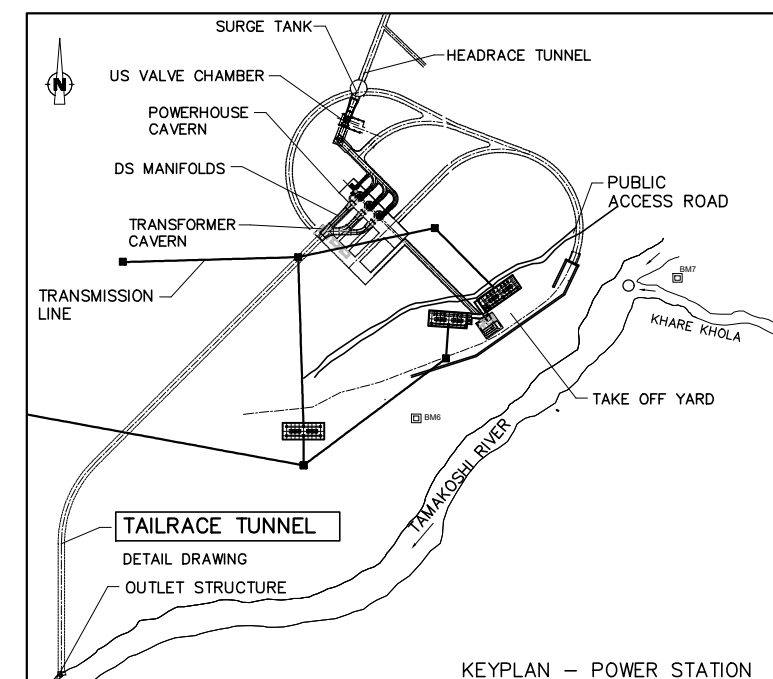 SURGE TANK
HEADRACE TUNNEL
N
US VALVE CHAMBER
POWERHOUSE
CAVERN
DS MANIFOLDS
PUBLIC
ACCESS ROAD
TRANSFORMER
CAVERN
BM7
TRANSMISSION
LINE
KHARE KHOLA
TAKE OFF YARD
BM6
TAMAKOSHI RIVER
TAILRACE TUNNEL
DETAIL DRAWING
OUTLET STRUCTURE
KEYPLAN – POWER STATION